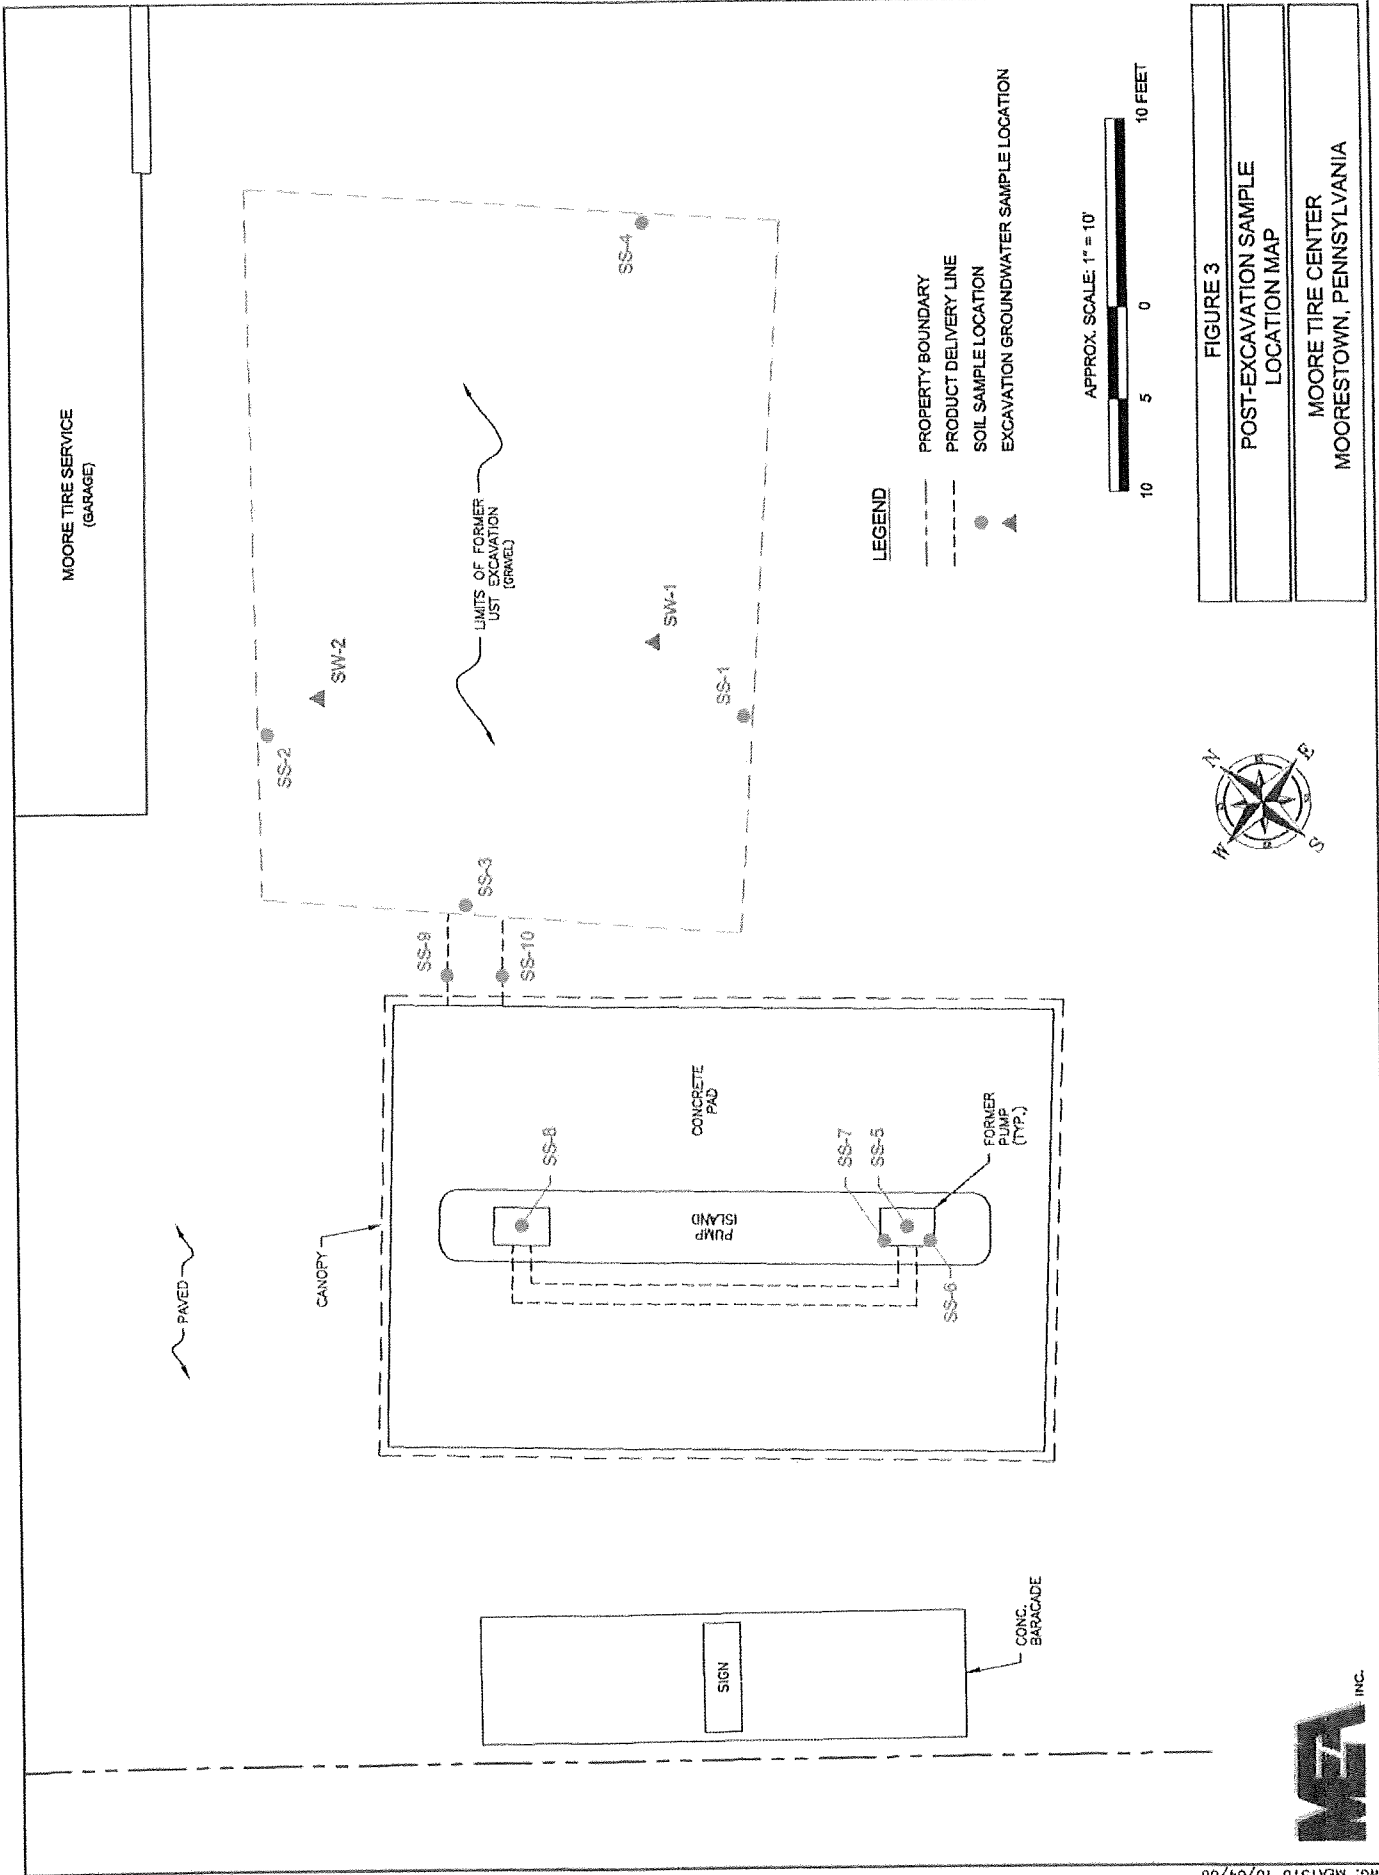 MOORE TIRE SERVICE
(GARAGE)
PAVED
CANOPY
SS-2
SW-2
LIMITS OF FORMER
UST EXCAVATION
(GRAVEL)
SS-4
SS-3
SW-1
SS-1
SS-9
SS-10
SS-8
CONCRETE
PAD
PUMP
ISLAND
SS-7
SS-5
SS-6
FORMER
PUMP
(TYP.)
SIGN
CONC.
BARACADE
LEGEND
PROPERTY BOUNDARY
PRODUCT DELIVERY LINE
SOIL SAMPLE LOCATION
EXCAVATION GROUNDWATER SAMPLE LOCATION
APPROX. SCALE: 1" = 10'
10 5 0 10 FEET
N
E
S
W
FIGURE 3
POST-EXCAVATION SAMPLE
LOCATION MAP
MOORE TIRE CENTER
MOORESTOWN, PENNSYLVANIA
MEA INC.